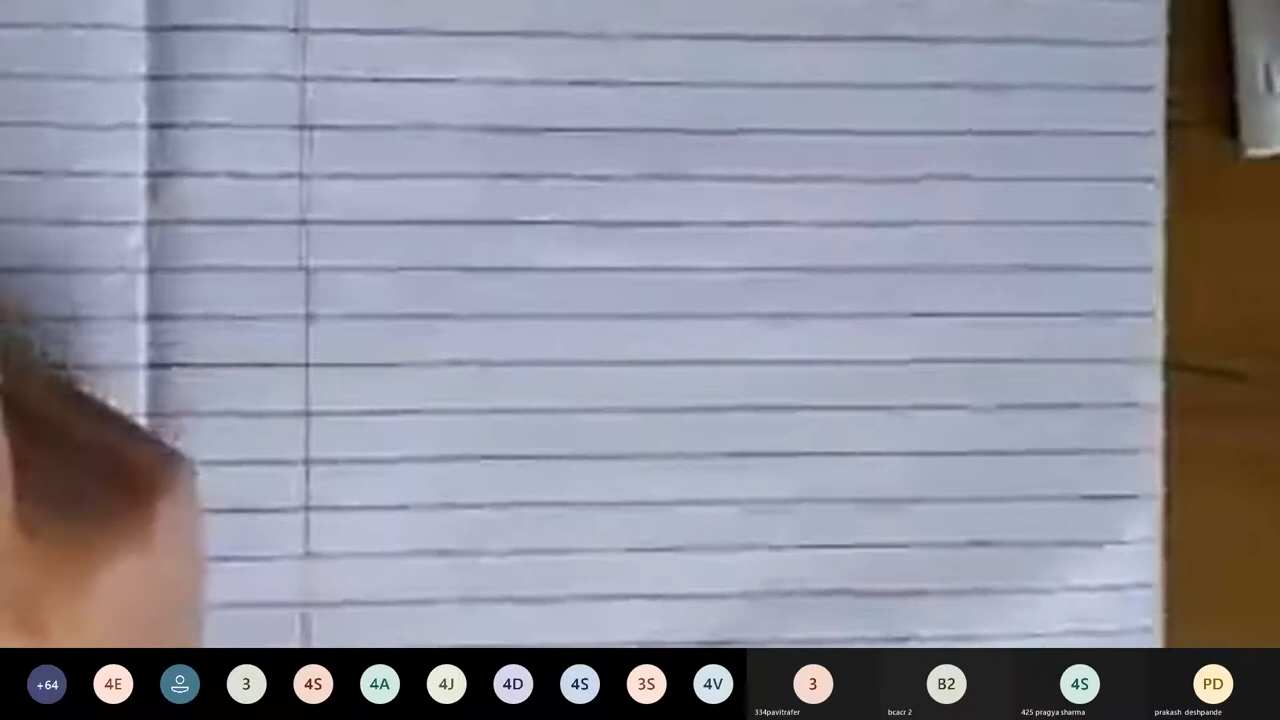 +64 4E 3 4S 4A 4J 4D 4S 3S 4V 3 B2 4S PD
334pavitrafer bcacr 2 425 pragya sharma prakash deshpande